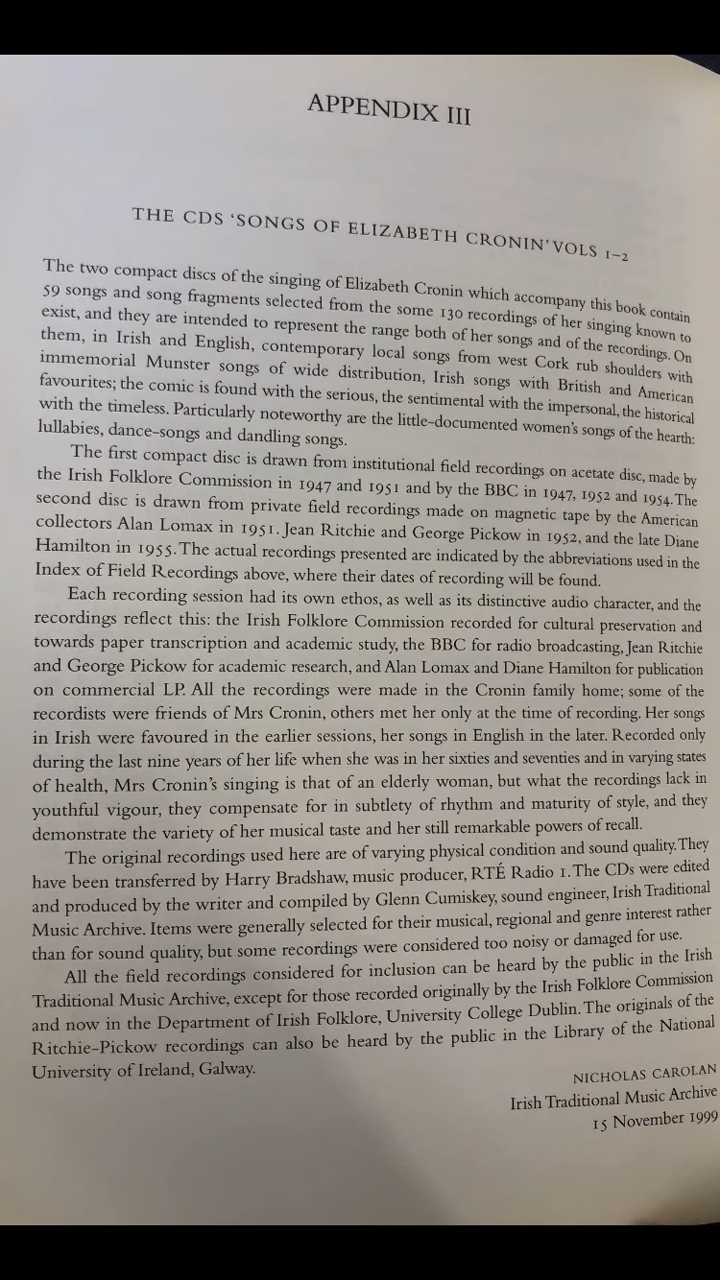 APPENDIX III
THE CDS ‘SONGS OF ELIZABETH CRONIN’ VOLS 1–2
The two compact discs of the singing of Elizabeth Cronin which accompany this book contain
59 songs and song fragments selected from the some 130 recordings of her singing known to
exist, and they are intended to represent the range both of her songs and of the recordings. On
them, in Irish and English, contemporary local songs from west Cork rub shoulders with
immemorial Munster songs of wide distribution, Irish songs with British and American
favourites; the comic is found with the serious, the sentimental with the impersonal, the historical
with the timeless. Particularly noteworthy are the little-documented women’s songs of the hearth:
lullabies, dance-songs and dandling songs.
The first compact disc is drawn from institutional field recordings on acetate disc, made by
the Irish Folklore Commission in 1947 and 1951 and by the BBC in 1947, 1952 and 1954. The
second disc is drawn from private field recordings made on magnetic tape by the American
collectors Alan Lomax in 1951. Jean Ritchie and George Pickow in 1952, and the late Diane
Hamilton in 1955. The actual recordings presented are indicated by the abbreviations used in the
Index of Field Recordings above, where their dates of recording will be found.
Each recording session had its own ethos, as well as its distinctive audio character, and the
recordings reflect this: the Irish Folklore Commission recorded for cultural preservation and
towards paper transcription and academic study, the BBC for radio broadcasting, Jean Ritchie
and George Pickow for academic research, and Alan Lomax and Diane Hamilton for publication
on commercial LP. All the recordings were made in the Cronin family home; some of the
recordists were friends of Mrs Cronin, others met her only at the time of recording. Her songs
in Irish were favoured in the earlier sessions, her songs in English in the later. Recorded only
during the last nine years of her life when she was in her sixties and seventies and in varying states
of health, Mrs Cronin’s singing is that of an elderly woman, but what the recordings lack in
youthful vigour, they compensate for in subtlety of rhythm and maturity of style, and they
demonstrate the variety of her musical taste and her still remarkable powers of recall.
The original recordings used here are of varying physical condition and sound quality. They
have been transferred by Harry Bradshaw, music producer, RTÉ Radio 1. The CDs were edited
and produced by the writer and compiled by Glenn Cumiskey, sound engineer, Irish Traditional
Music Archive. Items were generally selected for their musical, regional and genre interest rather
than for sound quality, but some recordings were considered too noisy or damaged for use.
All the field recordings considered for inclusion can be heard by the public in the Irish
Traditional Music Archive, except for those recorded originally by the Irish Folklore Commission
and now in the Department of Irish Folklore, University College Dublin. The originals of the
Ritchie–Pickow recordings can also be heard by the public in the Library of the National
University of Ireland, Galway.
NICHOLAS CAROLAN
Irish Traditional Music Archive
15 November 1999